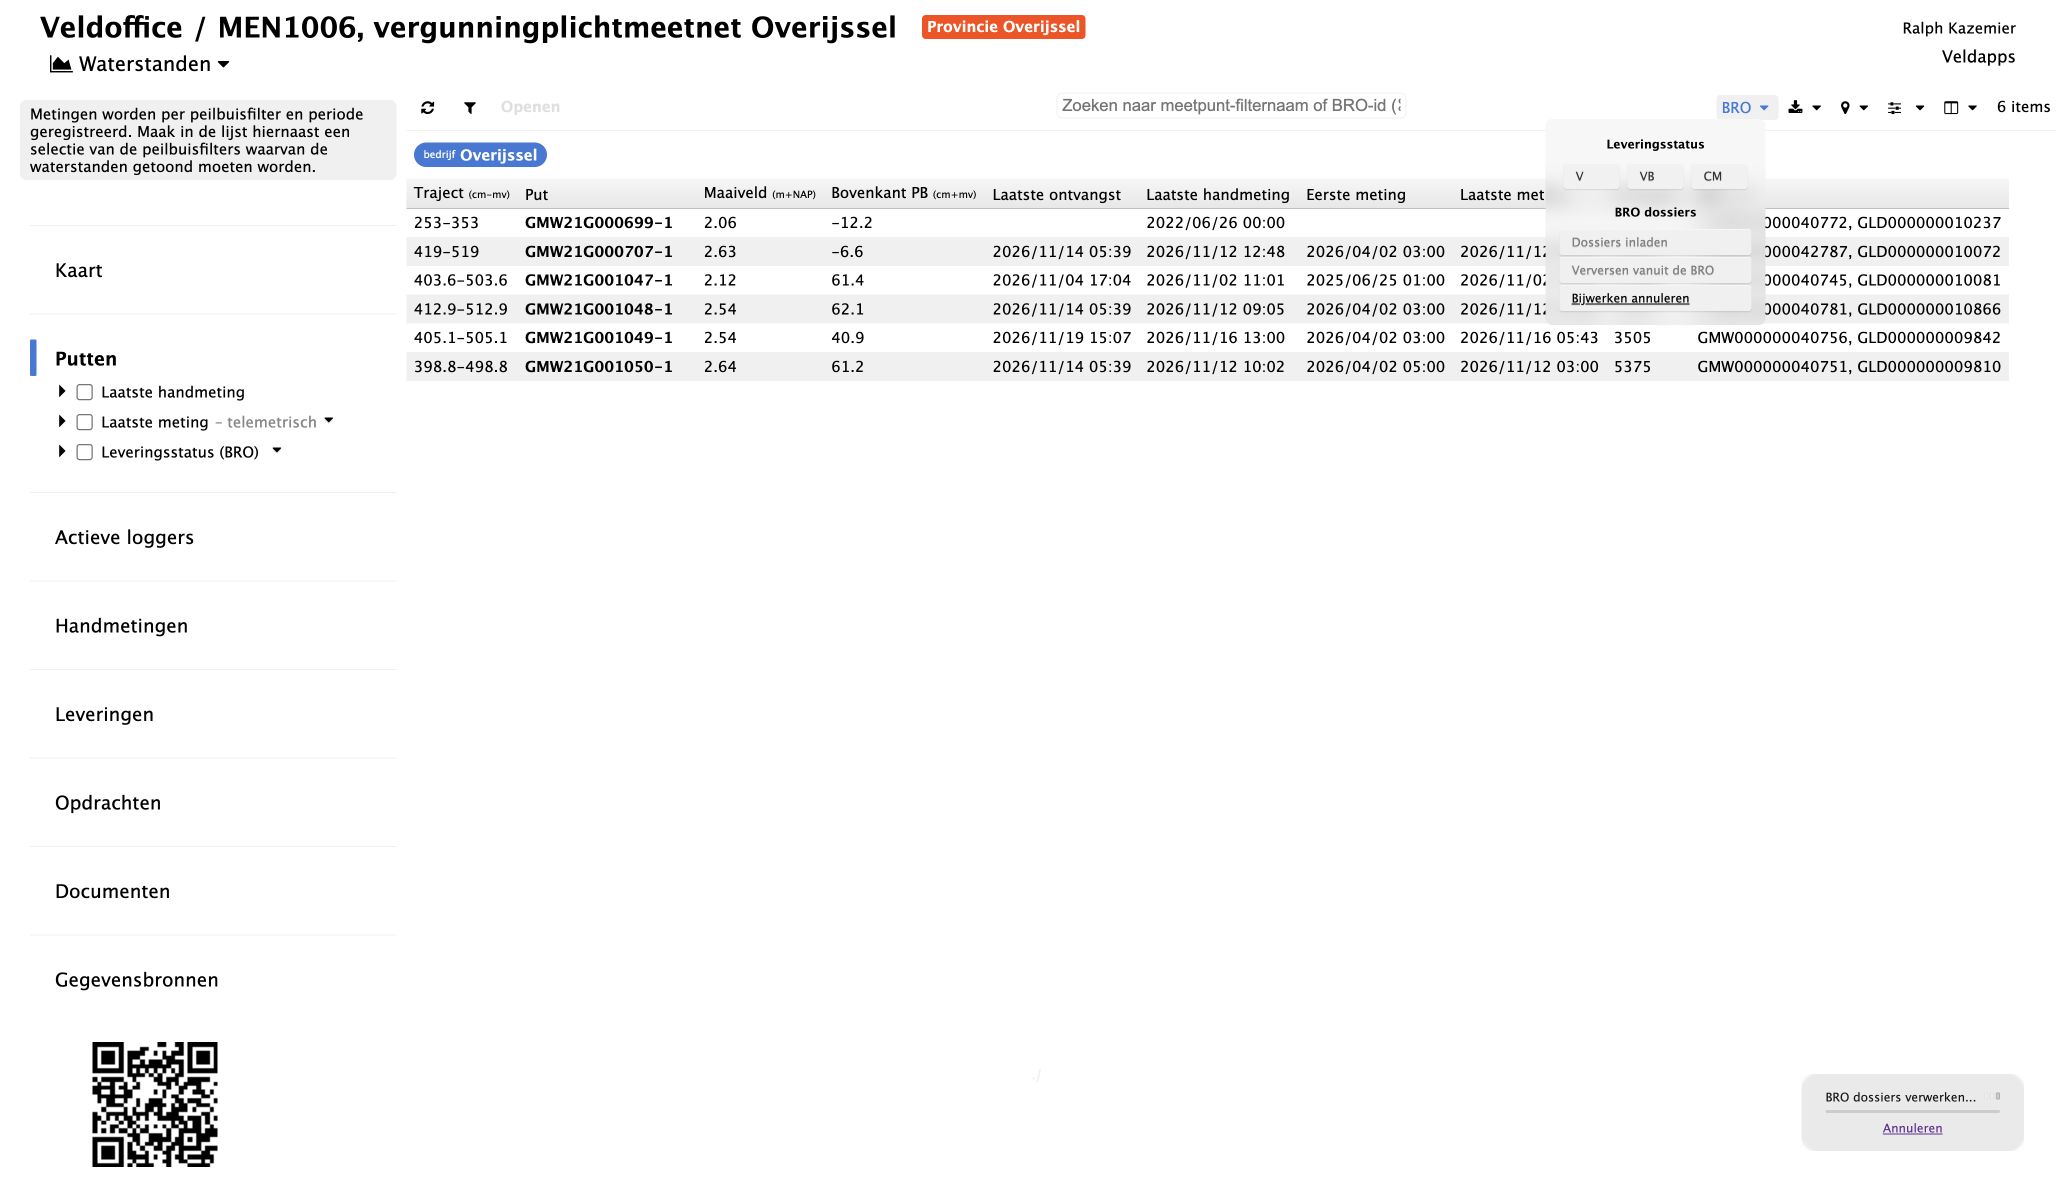 Veldoffice / MEN1006, vergunningplichtmeetnet Overijssel Provincie Overijssel
Ralph Kazemier
Waterstanden
Veldapps
Metingen worden per peilbuisfilter en periode
geregistreerd. Maak in de lijst hiernaast een
selectie van de peilbuisfilters waarvan de
waterstanden getoond moeten worden.
Kaart
Putten
Laatste handmeting
Laatste meting - telemetrisch
Leveringsstatus (BRO)
Actieve loggers
Handmetingen
Leveringen
Opdrachten
Documenten
Gegevensbronnen
Openen
Zoeken naar meetpunt-filternaam of BRO-id (
BRO
6 items
bedrijf Overijssel
Traject (cm-mv) Put Maaiveld (m+NAP) Bovenkant PB (cm+mv) Laatste ontvangst Laatste handmeting Eerste meting Laatste met
253-353 GMW21G000699-1 2.06 -12.2 2022/06/26 00:00 00000040772, GLD000000010237
419-519 GMW21G000707-1 2.63 -6.6 2026/11/14 05:39 2026/11/12 12:48 2026/04/02 03:00 2026/11/12 00000042787, GLD000000010072
403.6-503.6 GMW21G001047-1 2.12 61.4 2026/11/04 17:04 2026/11/02 11:01 2025/06/25 01:00 2026/11/02 00000040745, GLD000000010081
412.9-512.9 GMW21G001048-1 2.54 62.1 2026/11/14 05:39 2026/11/12 09:05 2026/04/02 03:00 2026/11/12 00000040781, GLD000000010866
405.1-505.1 GMW21G001049-1 2.54 40.9 2026/11/19 15:07 2026/11/16 13:00 2026/04/02 03:00 2026/11/16 05:43 3505 GMW000000040756, GLD000000009842
398.8-498.8 GMW21G001050-1 2.64 61.2 2026/11/14 05:39 2026/11/12 10:02 2026/04/02 05:00 2026/11/12 03:00 5375 GMW000000040751, GLD000000009810
Leveringsstatus
V VB CM
BRO dossiers
Dossiers inladen
Verversen vanuit de BRO
Bijwerken annuleren
BRO dossiers verwerken...
Annuleren